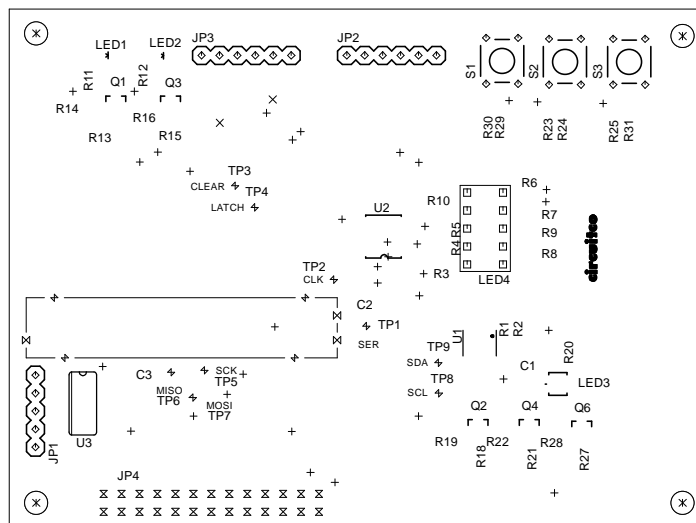 JP3
JP2
LED1
LED2
R11
R12
Q1
Q3
R14
R16
R13
R15
S1
S2
S3
R30
R29
R23
R24
R25
R31
TP3
CLEAR
TP4
LATCH
U2
R10
R6
R7
R5
R4
R9
R8
R3
LED4
TP2
CLK
C2
TP1
SER
U1
R1
R2
TP9
SDA
TP8
SCL
C1
R20
LED3
C3
SCK
TP5
MISO
TP6
MOSI
TP7
JP1
U3
Q2
Q4
Q6
R19
R18
R22
R21
R28
R27
JP4